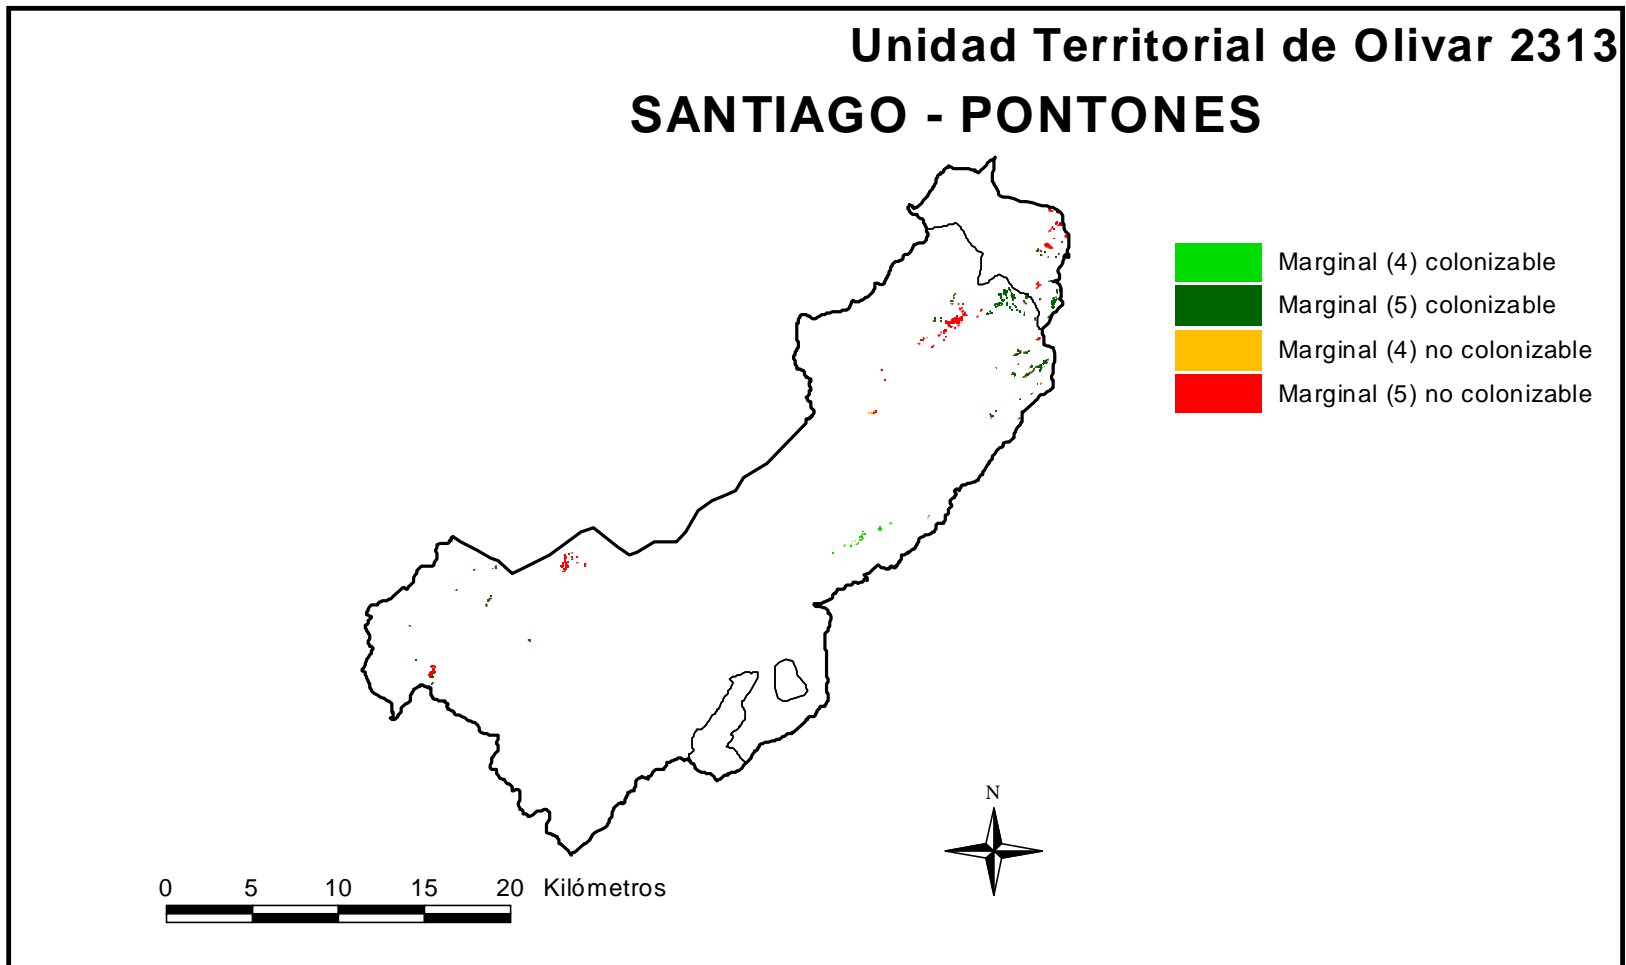 Unidad Territorial de Olivar 2313
SANTIAGO - PONTONES
Marginal (4) colonizable
Marginal (5) colonizable
Marginal (4) no colonizable
Marginal (5) no colonizable
N
0 5 10 15 20 Kilómetros